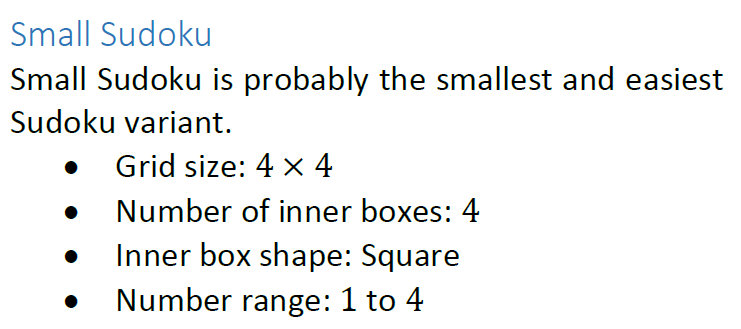 Small Sudoku
Small Sudoku is probably the smallest and easiest
Sudoku variant.
• Grid size: 4 × 4
• Number of inner boxes: 4
• Inner box shape: Square
• Number range: 1 to 4